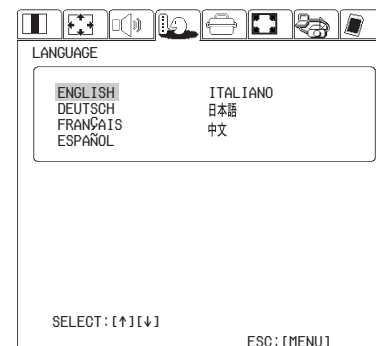 LANGUAGE
ENGLISH
DEUTSCH
FRANÇAIS
ESPAÑOL
ITALIANO
日本語
中文
SELECT:[↑][↓]
ESC:[MENU]